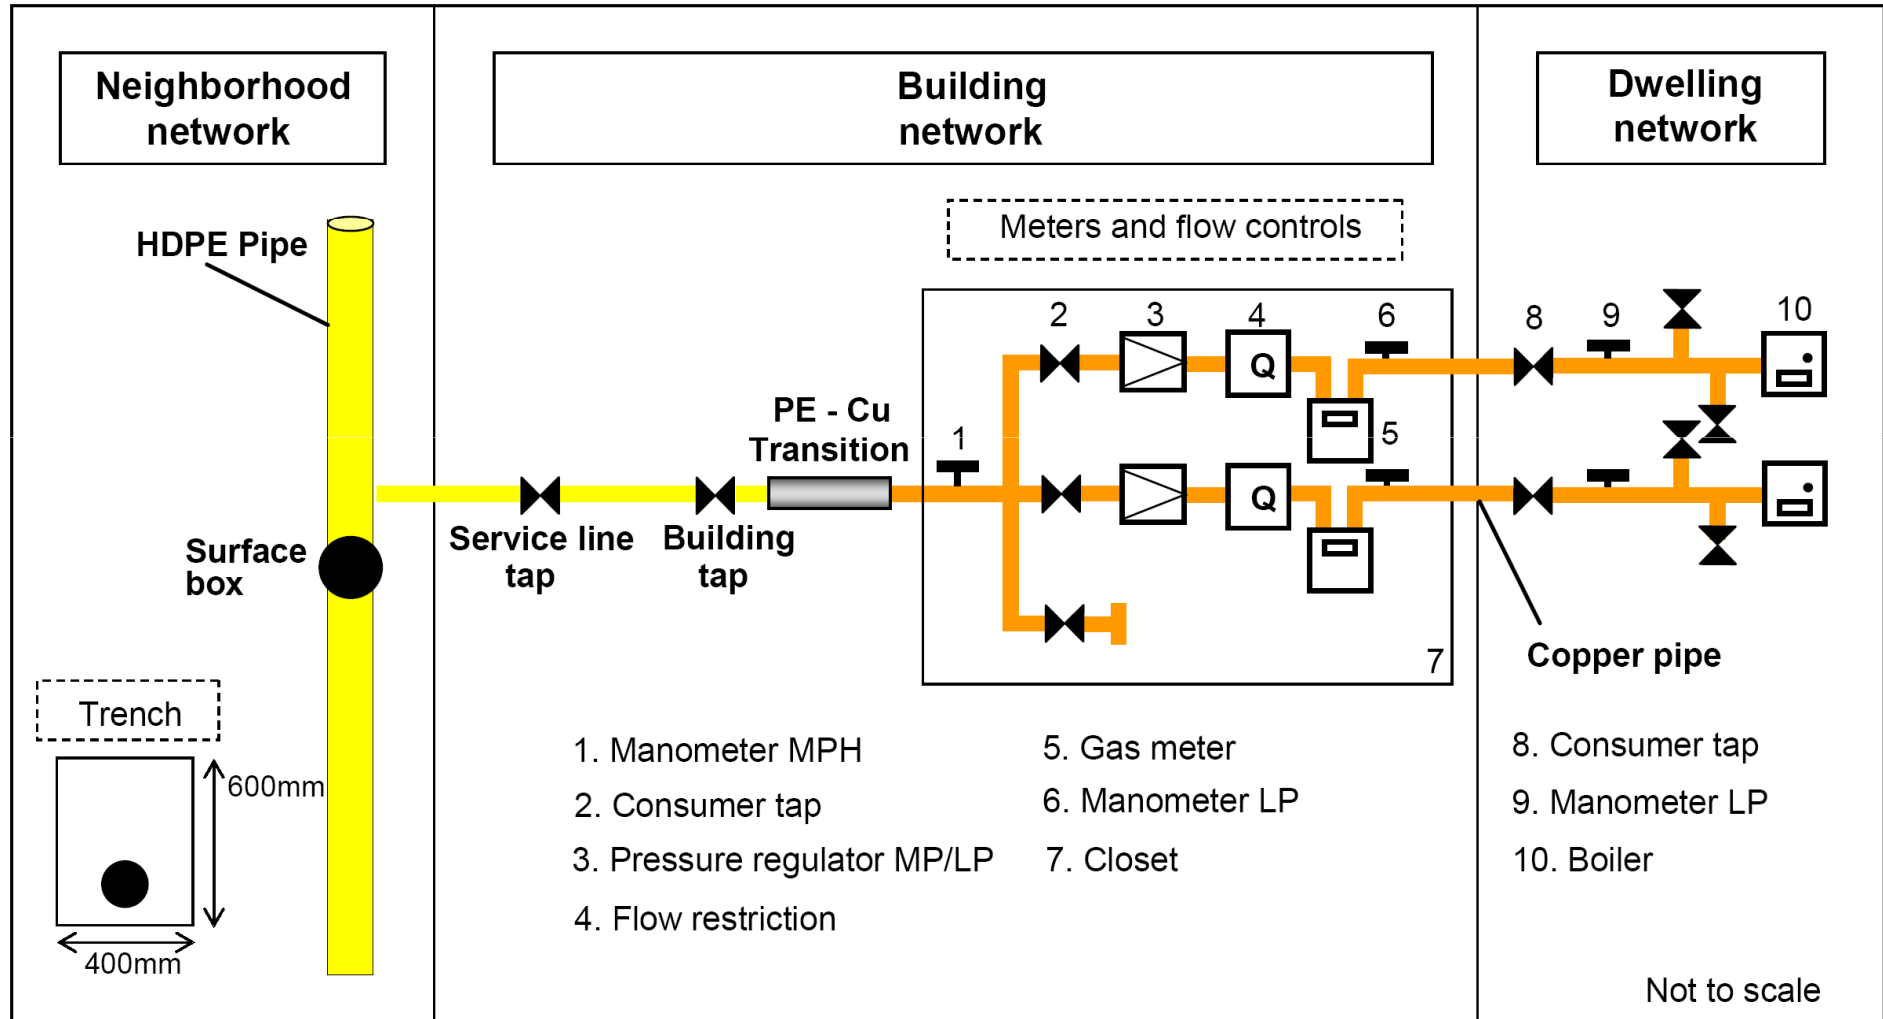 Neighborhood
network
Building
network
Dwelling
network
Meters and flow controls
HDPE Pipe
2
3
4
6
8
9
10
PE - Cu
Transition
1
5
Q
Q
Surface
box
Service line
tap
Building
tap
7
Copper pipe
Trench
600mm
400mm
1. Manometer MPH
2. Consumer tap
3. Pressure regulator MP/LP
4. Flow restriction
5. Gas meter
6. Manometer LP
7. Closet
8. Consumer tap
9. Manometer LP
10. Boiler
Not to scale